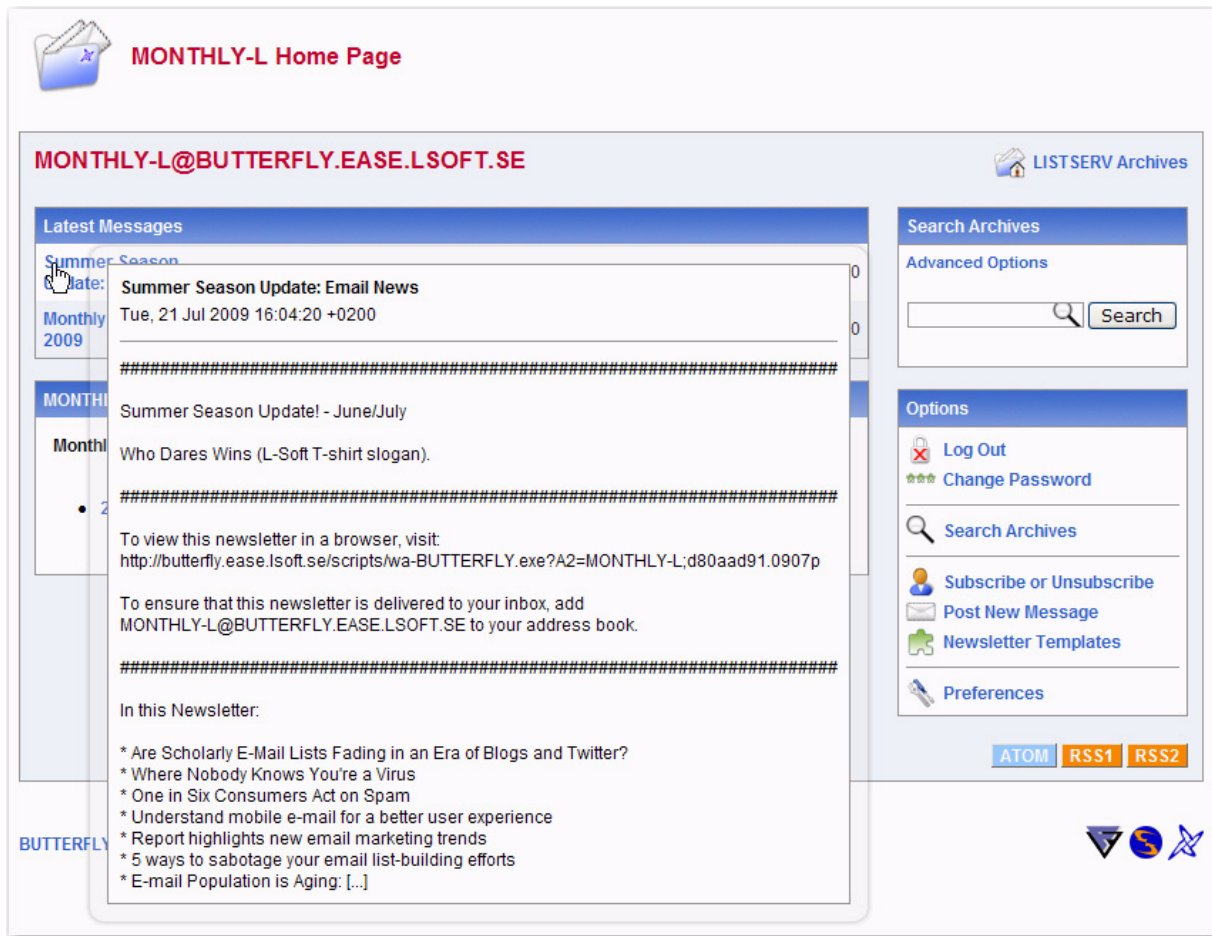 MONTHLY-L Home Page
MONTHLY-L@BUTTERFLY.EASE.LSOFT.SE
LISTSERV Archives
Latest Messages
Summer Season
Update:
0
Monthly
2009
0
Summer Season Update: Email News
Tue, 21 Jul 2009 16:04:20 +0200
########################################################################
Summer Season Update! - June/July
Who Dares Wins (L-Soft T-shirt slogan).
########################################################################
To view this newsletter in a browser, visit:
http://butterfly.ease.lsoft.se/scripts/wa-BUTTERFLY.exe?A2=MONTHLY-L;d80aad91.0907p
To ensure that this newsletter is delivered to your inbox, add
MONTHLY-L@BUTTERFLY.EASE.LSOFT.SE to your address book.
########################################################################
In this Newsletter:
* Are Scholarly E-Mail Lists Fading in an Era of Blogs and Twitter?
* Where Nobody Knows You're a Virus
* One in Six Consumers Act on Spam
* Understand mobile e-mail for a better user experience
* Report highlights new email marketing trends
* 5 ways to sabotage your email list-building efforts
* E-mail Population is Aging: [...]
MONTHL
Monthl
• 2
Search Archives
Advanced Options
Search
Options
Log Out
Change Password
Search Archives
Subscribe or Unsubscribe
Post New Message
Newsletter Templates
Preferences
ATOM RSS1 RSS2
BUTTERFLY